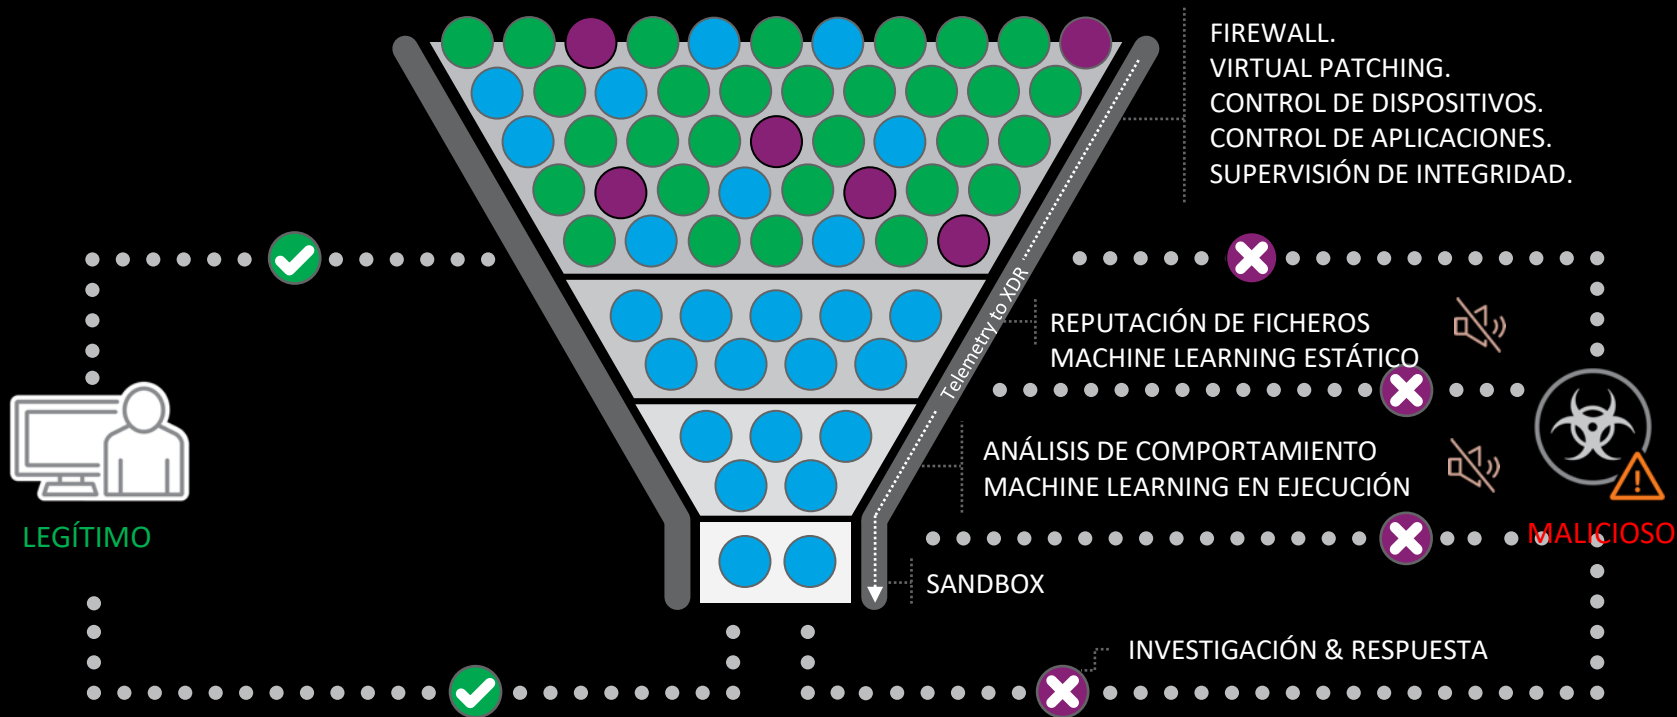 FIREWALL.
VIRTUAL PATCHING.
CONTROL DE DISPOSITIVOS.
CONTROL DE APLICACIONES.
SUPERVISIÓN DE INTEGRIDAD.
Telemetry to XDR
REPUTACIÓN DE FICHEROS
MACHINE LEARNING ESTÁTICO
ANÁLISIS DE COMPORTAMIENTO
MACHINE LEARNING EN EJECUCIÓN
LEGÍTIMO
MALICIOSO
SANDBOX
INVESTIGACIÓN & RESPUESTA